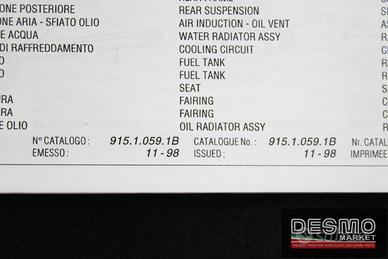 IONE POSTERIORE REAR SUSPENSION
ONE ARIA - SFIATO OLIO AIR INDUCTION - OIL VENT
E ACQUA WATER RADIATOR ASSY
DI RAFFREDDAMENTO COOLING CIRCUIT
O FUEL TANK
O FUEL TANK
SEAT
URA FAIRING
RA FAIRING
E OLIO OIL RADIATOR ASSY
N° CATALOGO : 915.1.059.1B CATALOGUE No. : 915.1.059.1B Nr. CATAL
EMESSO : 11 - 98 ISSUED : 11 - 98 IMPRIMEE
DESMO
MARKET